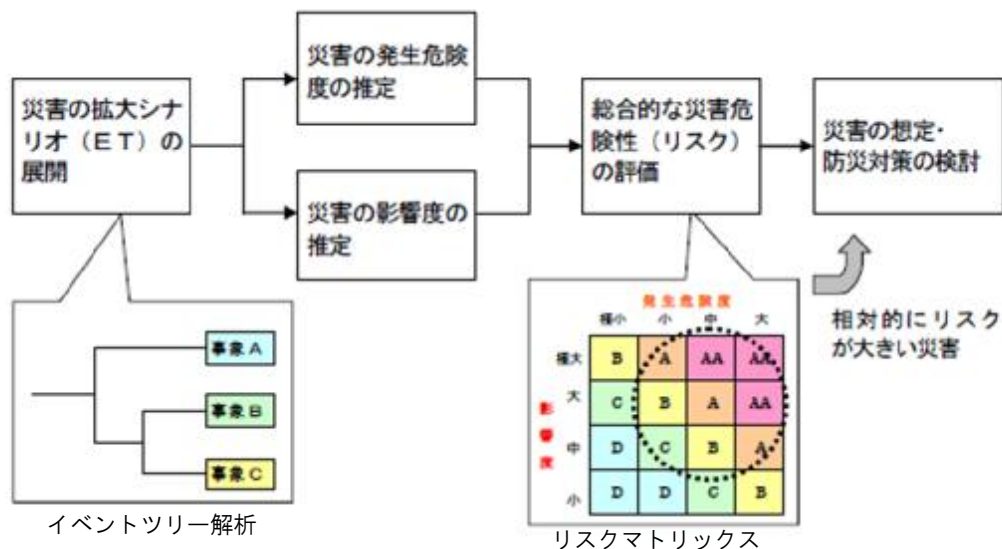 災害の拡大シナ
リオ（ＥＴ）の
展開
災害の発生危険
度の推定
災害の影響度の
推定
総合的な災害危
険性（リスク）
の評価
災害の想定・
防災対策の検討
相対的にリスク
が大きい災害
事象Ａ
事象Ｂ
事象Ｃ
イベントツリー解析
発生危険度
極小 小 中 大
影響度
極大 B A AA AA
大 C B A AA
中 D C B A
小 D D C B
リスクマトリックス